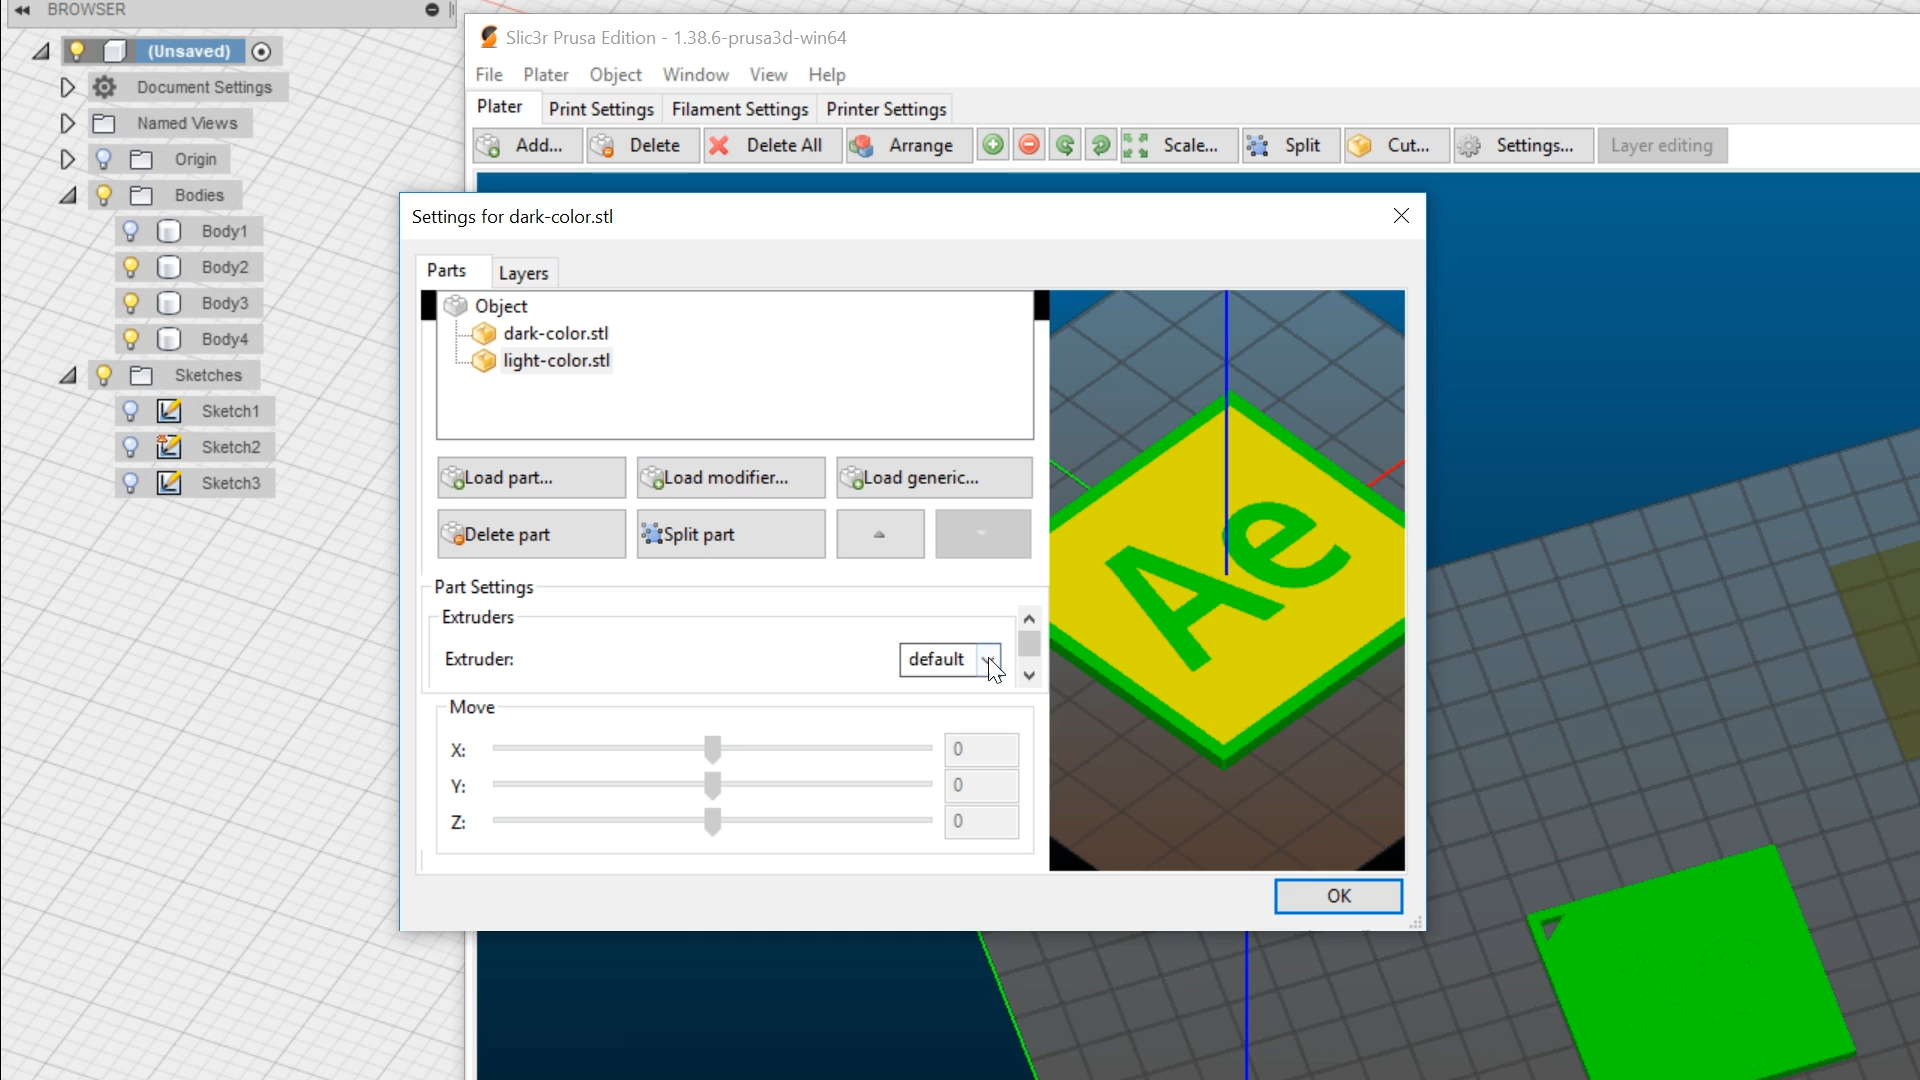 BROWSER
(Unsaved)
Document Settings
Named Views
Origin
Bodies
Body1
Body2
Body3
Body4
Sketches
Sketch1
Sketch2
Sketch3
Slic3r Prusa Edition - 1.38.6-prusa3d-win64
File Plater Object Window View Help
Plater Print Settings Filament Settings Printer Settings
Add... Delete Delete All Arrange Scale... Split Cut... Settings... Layer editing
Settings for dark-color.stl
Parts Layers
Object
dark-color.stl
light-color.stl
Load part... Load modifier... Load generic...
Delete part Split part
Part Settings
Extruders
Extruder: default
Move
X: 0
Y: 0
Z: 0
Ae
OK